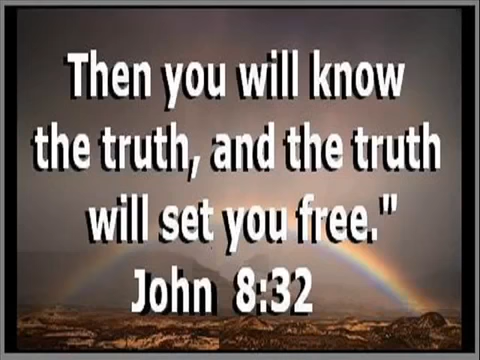 Then you will know
the truth, and the truth
will set you free."
John 8:32